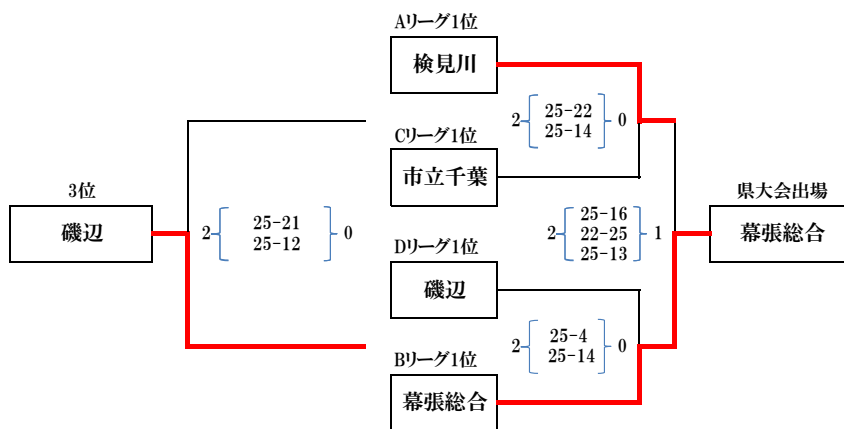 Aリーグ1位
検見川
2 25-22 0
25-14
Cリーグ1位
市立千葉
3位
磯辺
2 25-21 0
25-12
県大会出場
幕張総合
25-16
2 22-25 1
25-13
Dリーグ1位
磯辺
2 25-4 0
25-14
Bリーグ1位
幕張総合